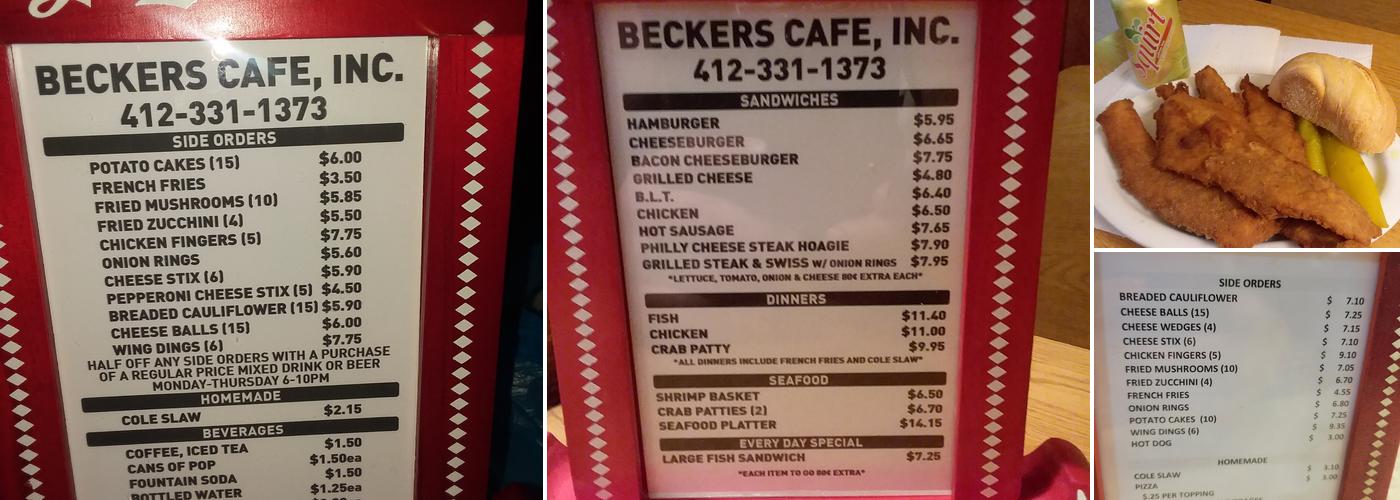 BECKERS CAFE, INC.
412-331-1373
SIDE ORDERS
POTATO CAKES (15) $6.00
FRENCH FRIES $3.50
FRIED MUSHROOMS (10) $5.85
FRIED ZUCCHINI (4) $5.50
CHICKEN FINGERS (5) $7.75
ONION RINGS $5.60
CHEESE STIX (6) $5.90
PEPPERONI CHEESE STIX (5) $4.50
BREADED CAULIFLOWER (15) $5.90
CHEESE BALLS (15) $6.00
WING DINGS (6) $7.75
HALF OFF ANY SIDE ORDERS WITH A PURCHASE
OF A REGULAR PRICE MIXED DRINK OR BEER
MONDAY-THURSDAY 6-10PM
HOMEMADE
COLE SLAW $2.15
BEVERAGES
COFFEE, ICED TEA $1.50
CANS OF POP $1.50ea
FOUNTAIN SODA $1.50
BOTTLED WATER $1.25ea
BECKERS CAFE, INC.
412-331-1373
SANDWICHES
HAMBURGER $5.95
CHEESEBURGER $6.65
BACON CHEESEBURGER $7.75
GRILLED CHEESE $4.80
B.L.T. $6.40
CHICKEN $6.50
HOT SAUSAGE $7.65
PHILLY CHEESE STEAK HOAGIE $7.90
GRILLED STEAK & SWISS W/ ONION RINGS $7.95
*LETTUCE, TOMATO, ONION & CHEESE 80¢ EXTRA EACH*
DINNERS
FISH $11.40
CHICKEN $11.00
CRAB PATTY $9.95
*ALL DINNERS INCLUDE FRENCH FRIES AND COLE SLAW*
SEAFOOD
SHRIMP BASKET $6.50
CRAB PATTIES (2) $6.70
SEAFOOD PLATTER $14.15
EVERY DAY SPECIAL
LARGE FISH SANDWICH $7.25
*EACH ITEM TO GO 80¢ EXTRA*
Squirt
SIDE ORDERS
BREADED CAULIFLOWER $ 7.10
CHEESE BALLS (15) $ 7.25
CHEESE WEDGES (4) $ 7.15
CHEESE STIX (6) $ 7.10
CHICKEN FINGERS (5) $ 9.10
FRIED MUSHROOMS (10) $ 7.05
FRIED ZUCCHINI (4) $ 6.70
FRENCH FRIES $ 4.55
ONION RINGS $ 6.80
POTATO CAKES (10) $ 7.25
WING DINGS (6) $ 9.35
HOT DOG $ 3.00
HOMEMADE
COLE SLAW $ 3.10
PIZZA $ 3.00
$.25 PER TOPPING